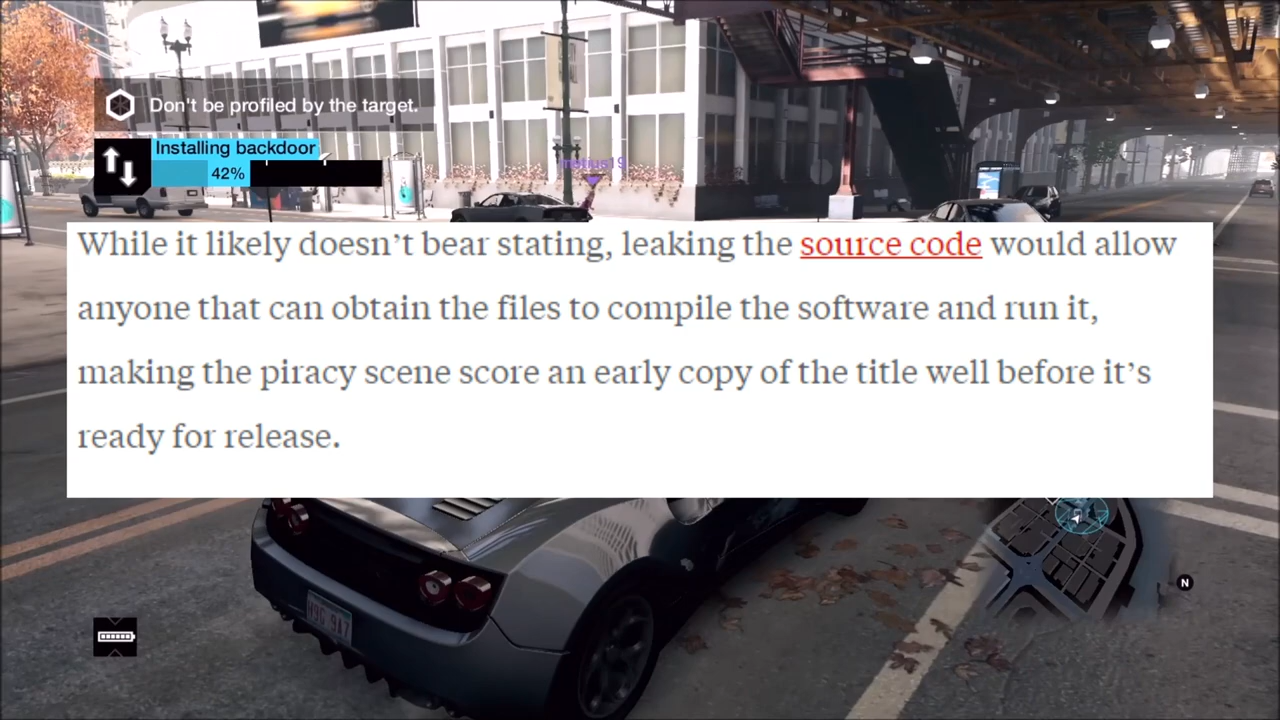 Don't be profiled by the target.
Installing backdoor
42%
While it likely doesn’t bear stating, leaking the source code would allow
anyone that can obtain the files to compile the software and run it,
making the piracy scene score an early copy of the title well before it’s
ready for release.
N